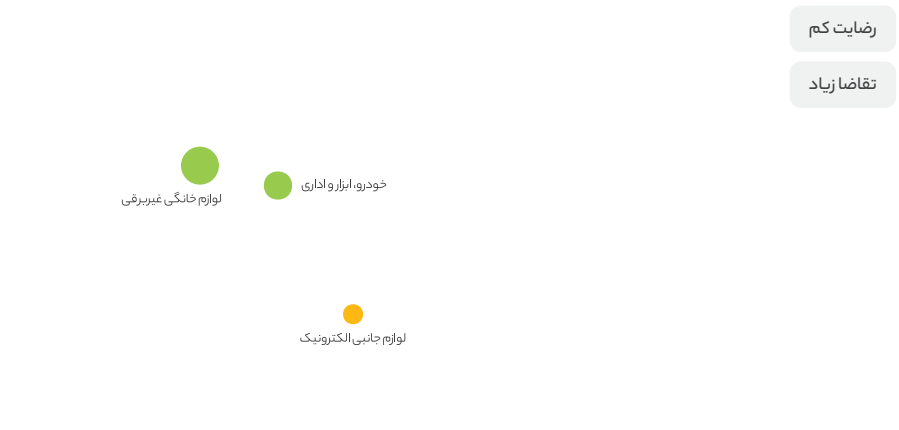 رضایت کم
تقاضا زیاد
خودرو، ابزار و اداری
لوازم خانگی غیربرقی
لوازم جانبی الکترونیک